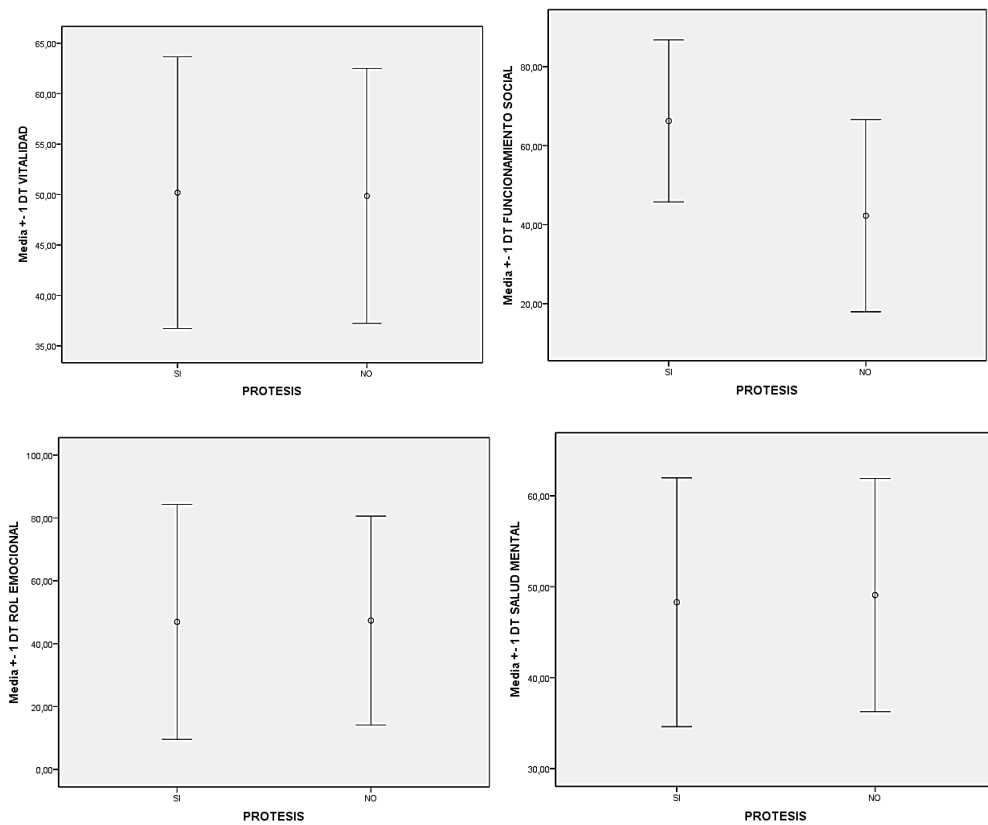 Media +- 1 DT VITALIDAD
65,00
60,00
55,00
50,00
45,00
40,00
35,00
SI
NO
PROTESIS
Media +- 1 DT FUNCIONAMIENTO SOCIAL
80,00
60,00
40,00
20,00
SI
NO
PROTESIS
Media +- 1 DT ROL EMOCIONAL
100,00
80,00
60,00
40,00
20,00
0,00
SI
NO
PROTESIS
Media +- 1 DT SALUD MENTAL
60,00
50,00
40,00
30,00
SI
NO
PROTESIS